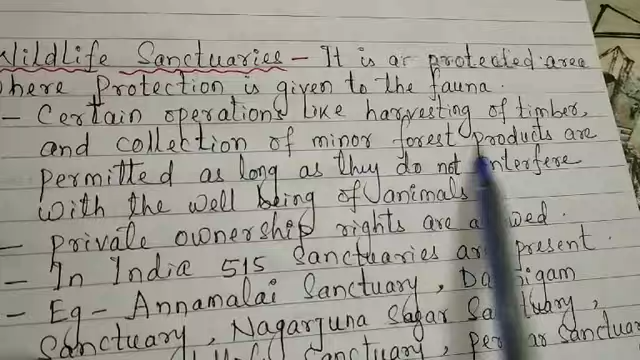 Wildlife Sanctuaries - It is a protected area
where Protection is given to the fauna.
- Certain operations like harvesting of timber,
and collection of minor forest products are
permitted as long as they do not interfere
with the well being of animals
- Private ownership rights are
- In India 515 Sanctuaries are present.
- Eg - Annamalai Sanctuary,
Sanctuary, Nagarjuna Sagar
Sanctuary,